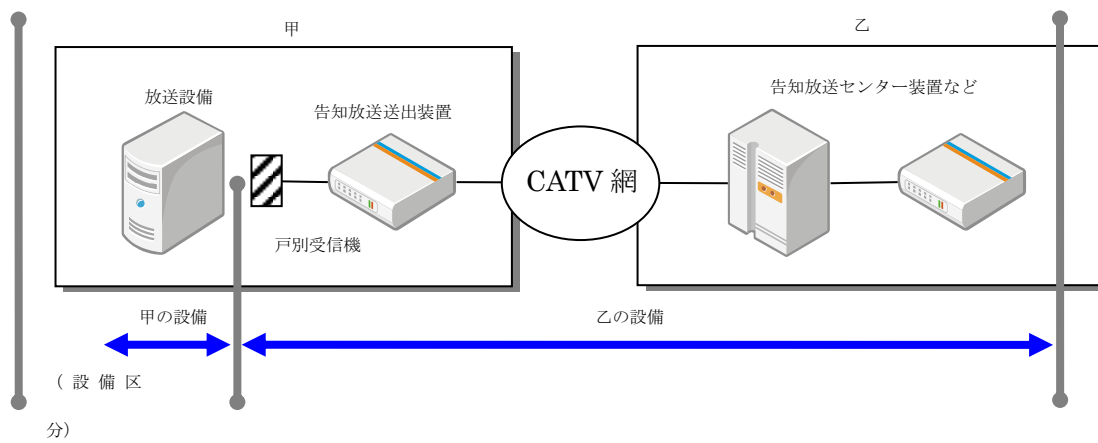 甲
乙
放送設備
告知放送送出装置
告知放送センター装置など
CATV 網
戸別受信機
甲の設備
乙の設備
（ 設 備 区
分）